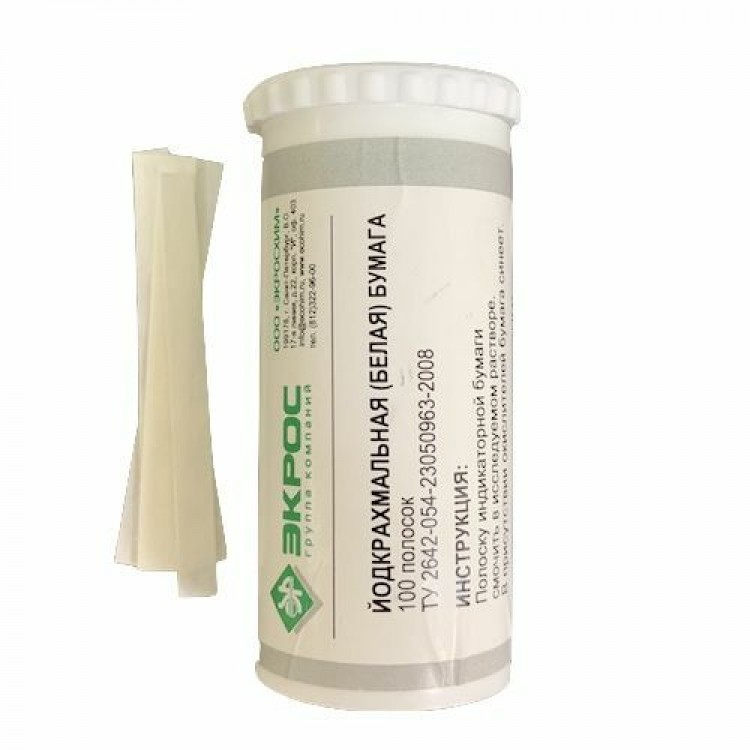 ООО «ЭКРОСХИМ»
199178, г. Санкт-Петербург, В.О.
17-я линия, д.22, корп. "И", оф. 403
info@ecohim.ru, www.ecohim.ru
тел. (812)322-96-00
ЭКРОС
группа компаний
ЙОДКРАХМАЛЬНАЯ (БЕЛАЯ) БУМАГА
100 полосок
ТУ 2642-054-23050963-2008
ИНСТРУКЦИЯ:
Полоску индикаторной бумаги
смочить в исследуемом растворе.
В присутствии окислителей бумага синеет.